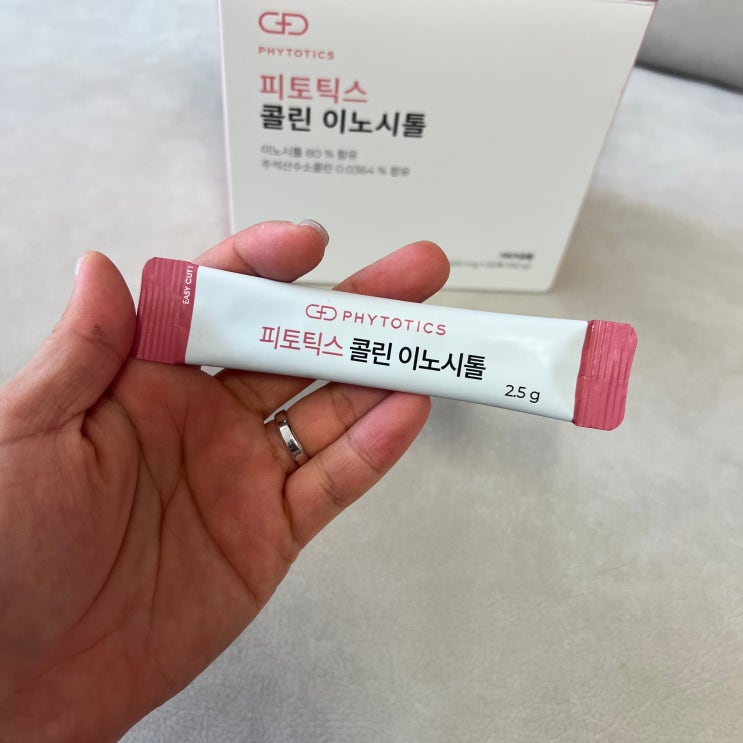 PHYTOTICS
피토틱스
콜린 이노시톨
이노시톨 80 % 함유
주석산수소콜린 0.0364 % 함유
EASY CUT
PHYTOTICS
피토틱스 콜린 이노시톨
2.5 g